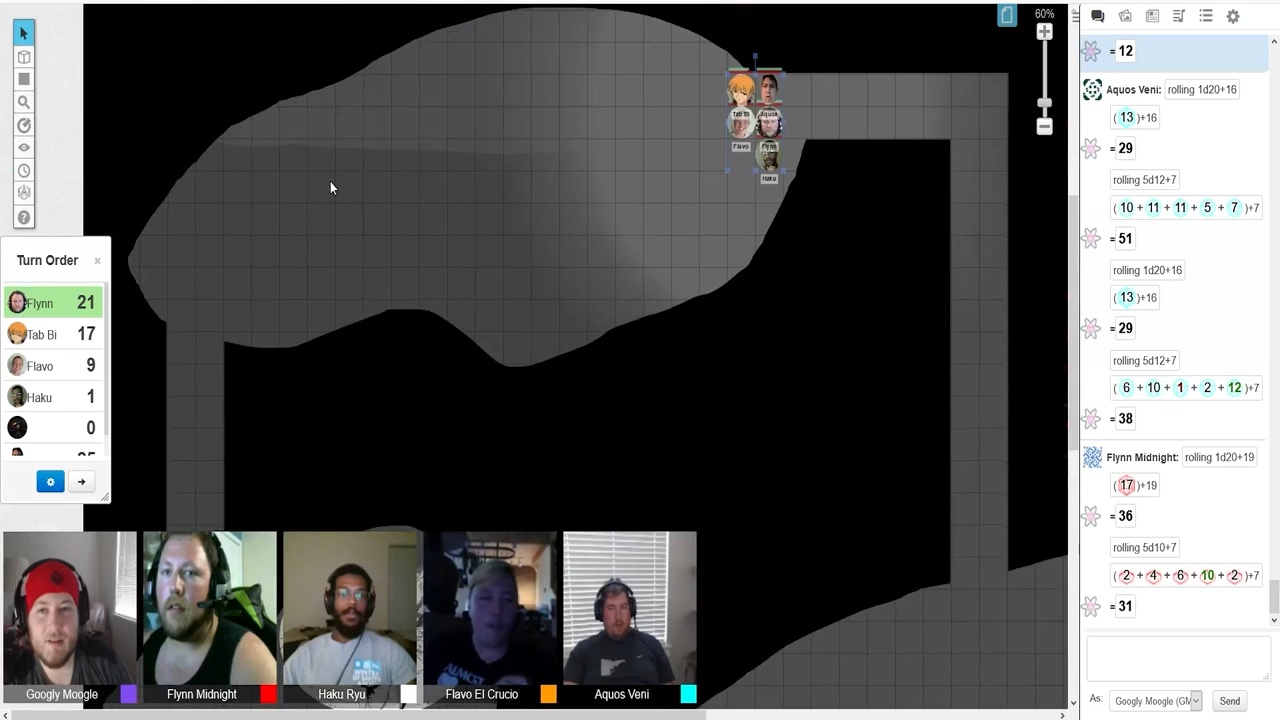 60%
= 12
Aquos Veni: rolling 1d20+16
(13)+16
= 29
rolling 5d12+7
(10 + 11 + 11 + 5 + 7)+7
= 51
rolling 1d20+16
(13)+16
= 29
rolling 5d12+7
(6 + 10 + 1 + 2 + 12)+7
= 38
Flynn Midnight: rolling 1d20+19
(17)+19
= 36
rolling 5d10+7
(2 + 4 + 6 + 10 + 2)+7
= 31
As: Googly Moogle (GM
Send
Tab Bi
Aquos
Flavo
Flynn
Haku
Turn Order ×
Flynn 21
Tab Bi 17
Flavo 9
Haku 1
0
Googly Moogle
Flynn Midnight
Haku Ryu
Flavo El Crucio
Aquos Veni